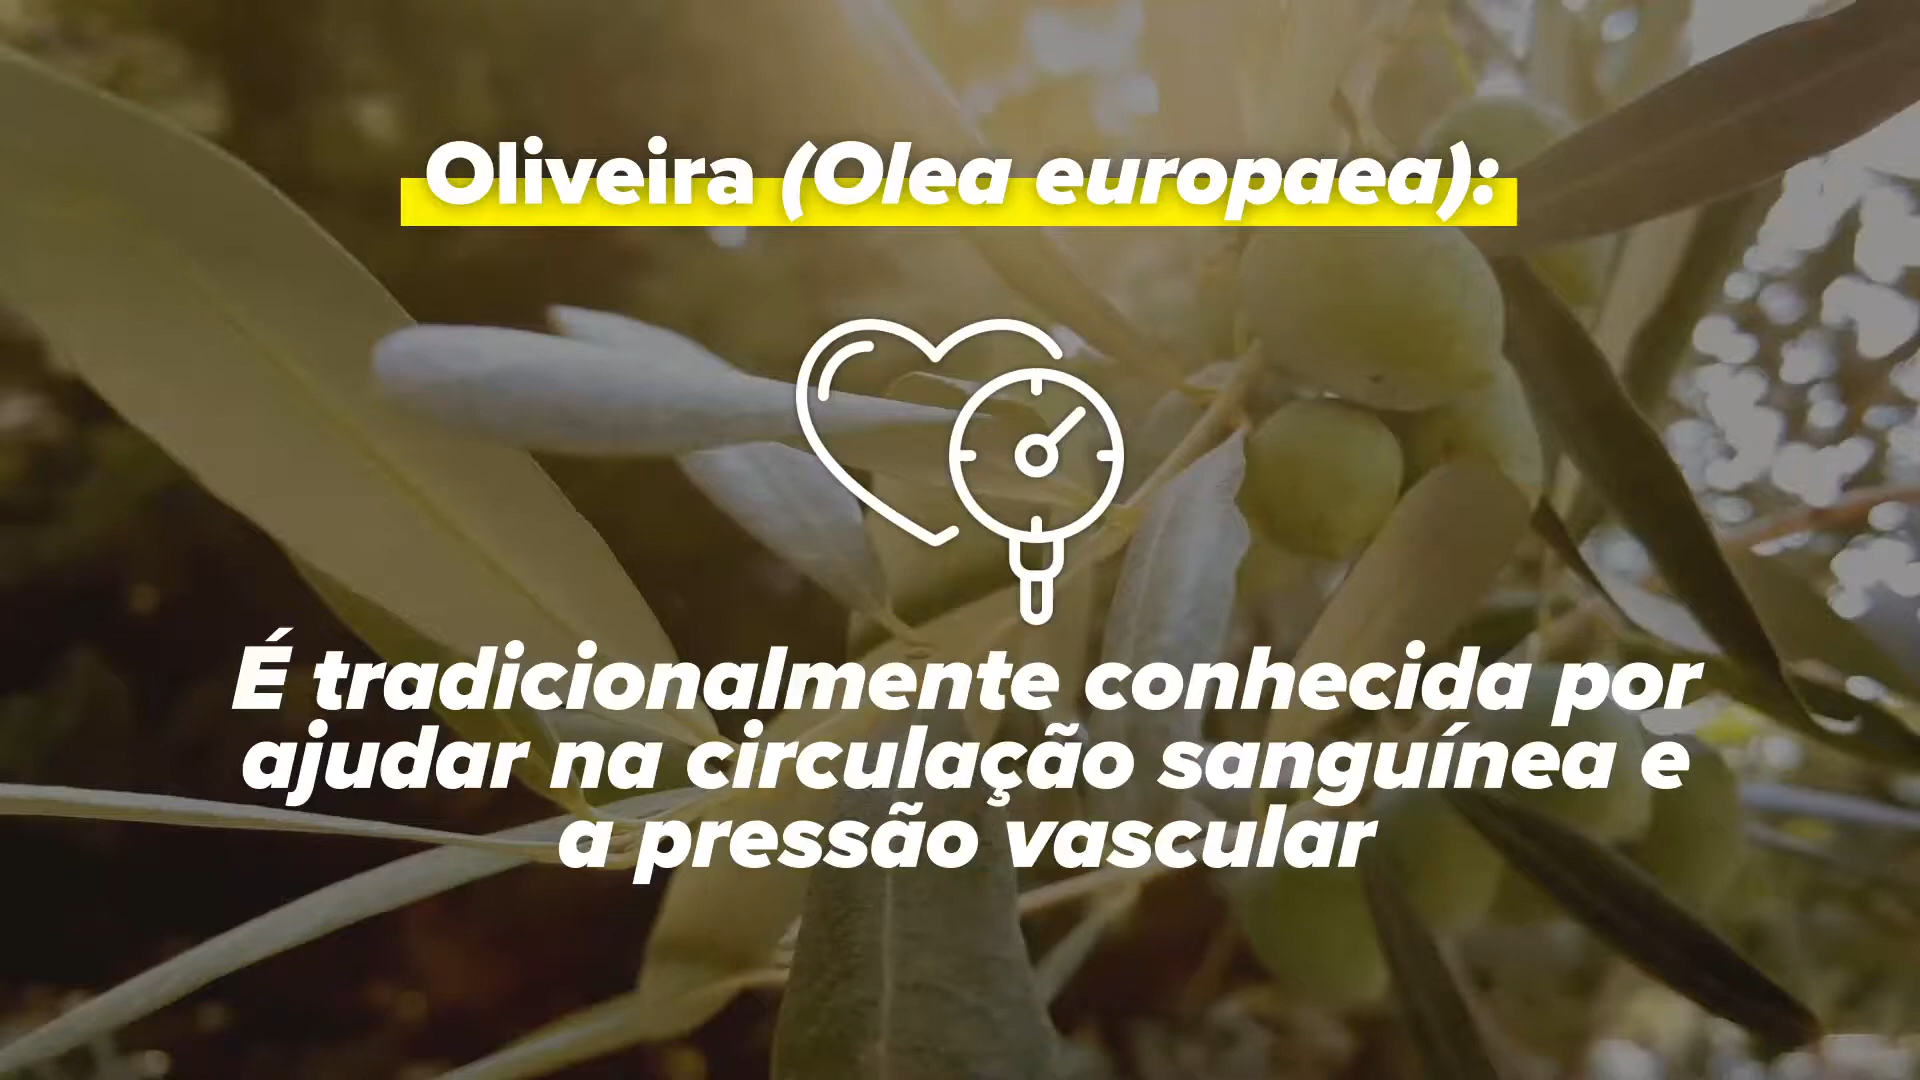 Oliveira (Olea europaea):
É tradicionalmente conhecida por
ajudar na circulação sanguínea e
a pressão vascular